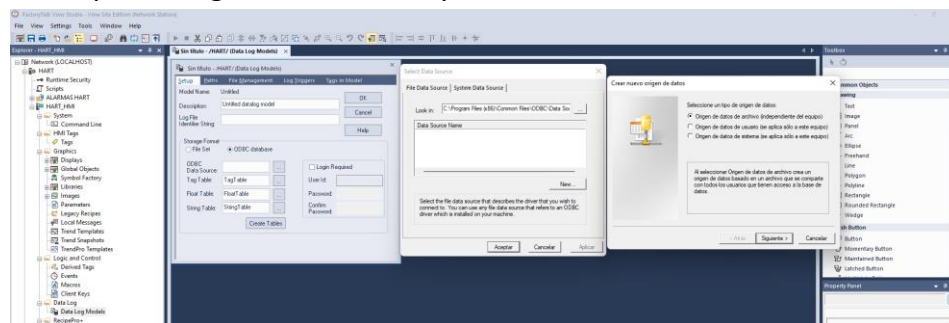 FactoryTalk View Studio - View Site Edition (Network Station)
File View Settings Tools Window Help
Explorer - HART_HMI
Network (LOCALHOST)
HART
Runtime Security
Scripts
ALARMAS HART
HART_HMI
System
Command Line
HMI Tags
Tags
Graphics
Displays
Global Objects
Symbol Factory
Libraries
Images
Parameters
Legacy Recipes
Local Messages
Trend Templates
Trend Snapshots
TrendPro Templates
Logic and Control
Derived Tags
Events
Macros
Client Keys
Data Log
Data Log Models
RecipePro+
Sin título - /HART/ (Data Log Models)
Sin título - /HART/ (Data Log Models)
Setup Paths File Management Log Triggers Tags in Model
Model Name: Untitled
Description: Untitled datalog model
Log File
Identifier String:
OK
Cancel
Help
Storage Format
File Set ODBC database
ODBC
Data Source:
Login Required
Tag Table: TagTable
User Id:
Float Table: FloatTable
Password:
String Table: StringTable
Confirm
Password:
Create Tables
Select Data Source
File Data Source Machine Data Source
Look in: C:\Program Files (x86)\Common Files\ODBC\Data Sou
Data Source Name
New...
Select the file data source that describes the driver that you wish to
connect to. You can use any file data source that refers to an ODBC
driver which is installed on your machine.
Aceptar Cancelar Aplicar
Crear nuevo origen de datos
Seleccione un tipo de origen de datos:
Origen de datos de archivo (independiente del equipo)
Origen de datos de usuario (se aplica sólo a este equipo)
Origen de datos de sistema (se aplica sólo a este equipo)
Al seleccionar Origen de datos de archivo crea un
origen de datos basado en un archivo que se comparte
con todos los usuarios que tienen acceso a la base de
datos.
< Atrás Siguiente > Cancelar
Toolbox
Text
Image
Panel
Arc
Ellipse
Freehand
Line
Polygon
Polyline
Rectangle
Rounded Rectangle
Wedge
Button
Momentary Button
Maintained Button
Latched Button
Property Panel